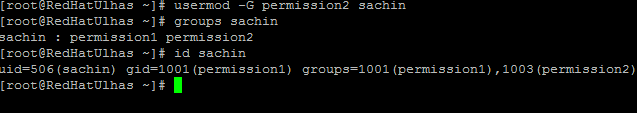 [root@RedHatUlhas ~]# usermod -G permission2 sachin
[root@RedHatUlhas ~]# groups sachin
sachin : permission1 permission2
[root@RedHatUlhas ~]# id sachin
uid=506(sachin) gid=1001(permission1) groups=1001(permission1),1003(permission2)
[root@RedHatUlhas ~]#